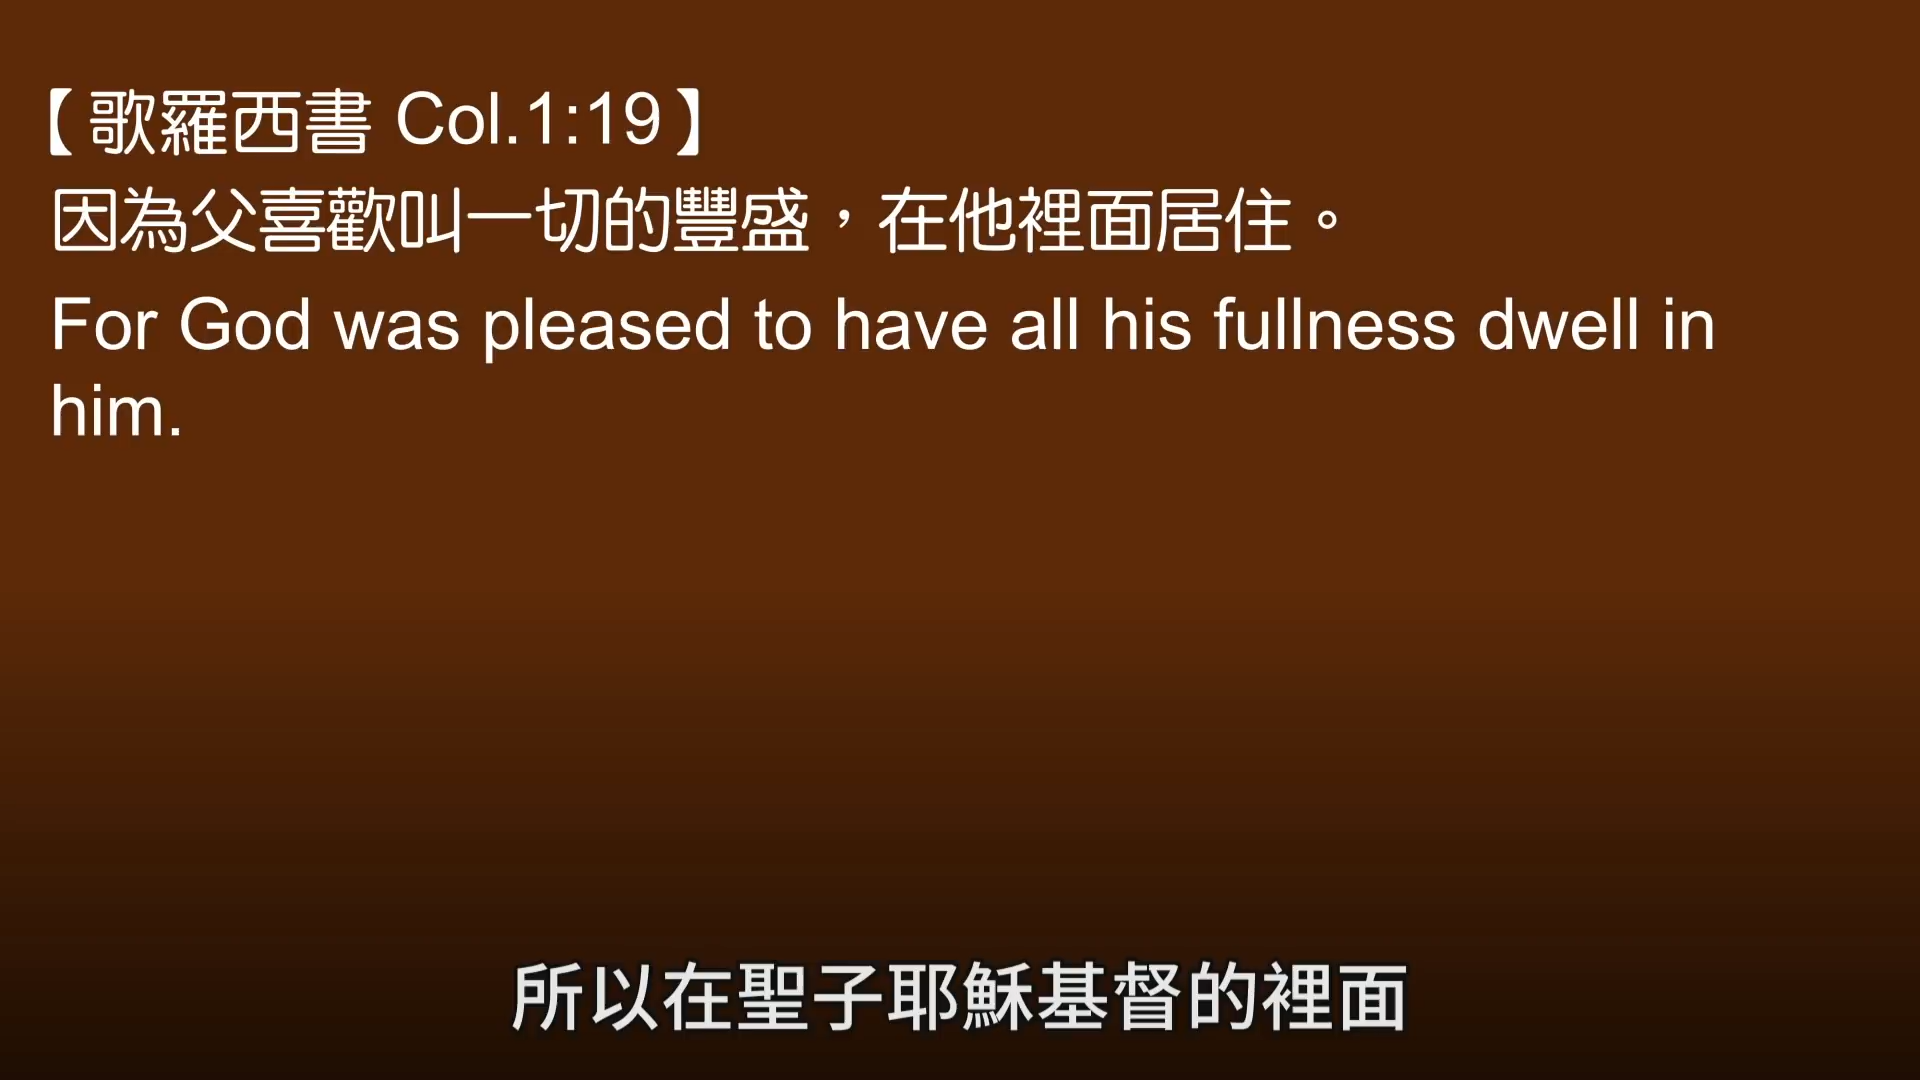 【歌羅西書 Col.1:19】
因為父喜歡叫一切的豐盛，在他裡面居住。
For God was pleased to have all his fullness dwell in
him.
所以在聖子耶穌基督的裡面